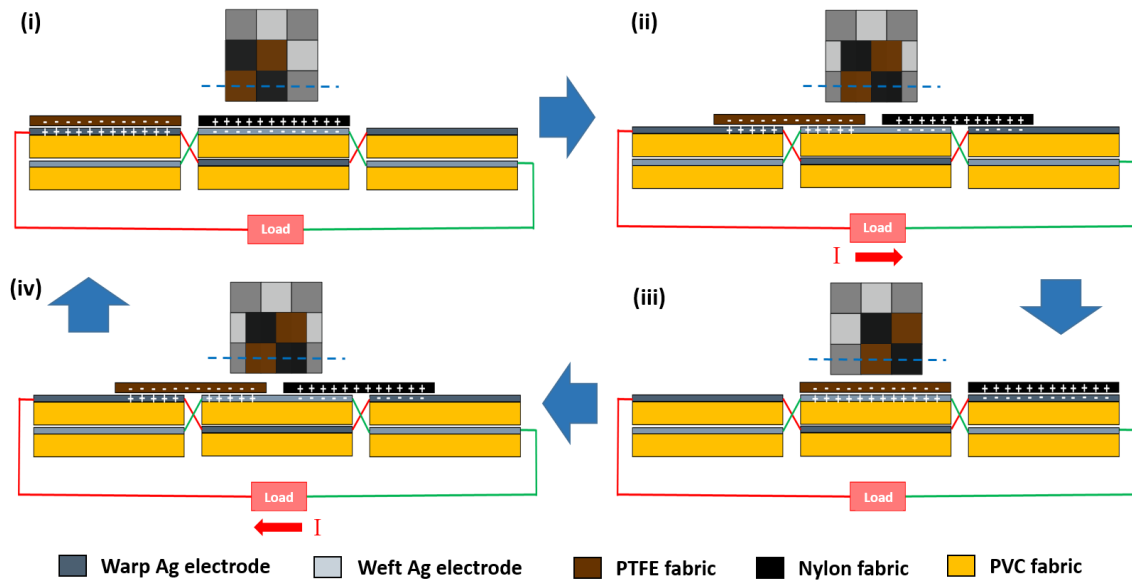 (i)
(ii)
Load
Load
I
(iv)
(iii)
Load
Load
I
Warp Ag electrode
Weft Ag electrode
PTFE fabric
Nylon fabric
PVC fabric